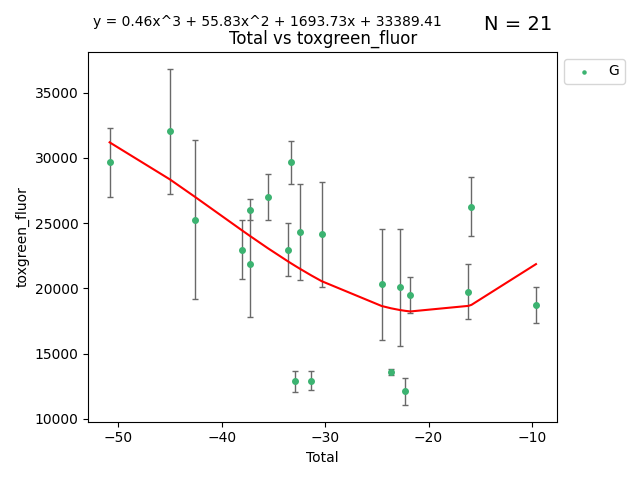 y = 0.46x^3 + 55.83x^2 + 1693.73x + 33389.41
N = 21
Total vs toxgreen_fluor
G
35000
30000
25000
20000
15000
10000
toxgreen_fluor
−50 −40 −30 −20 −10
Total